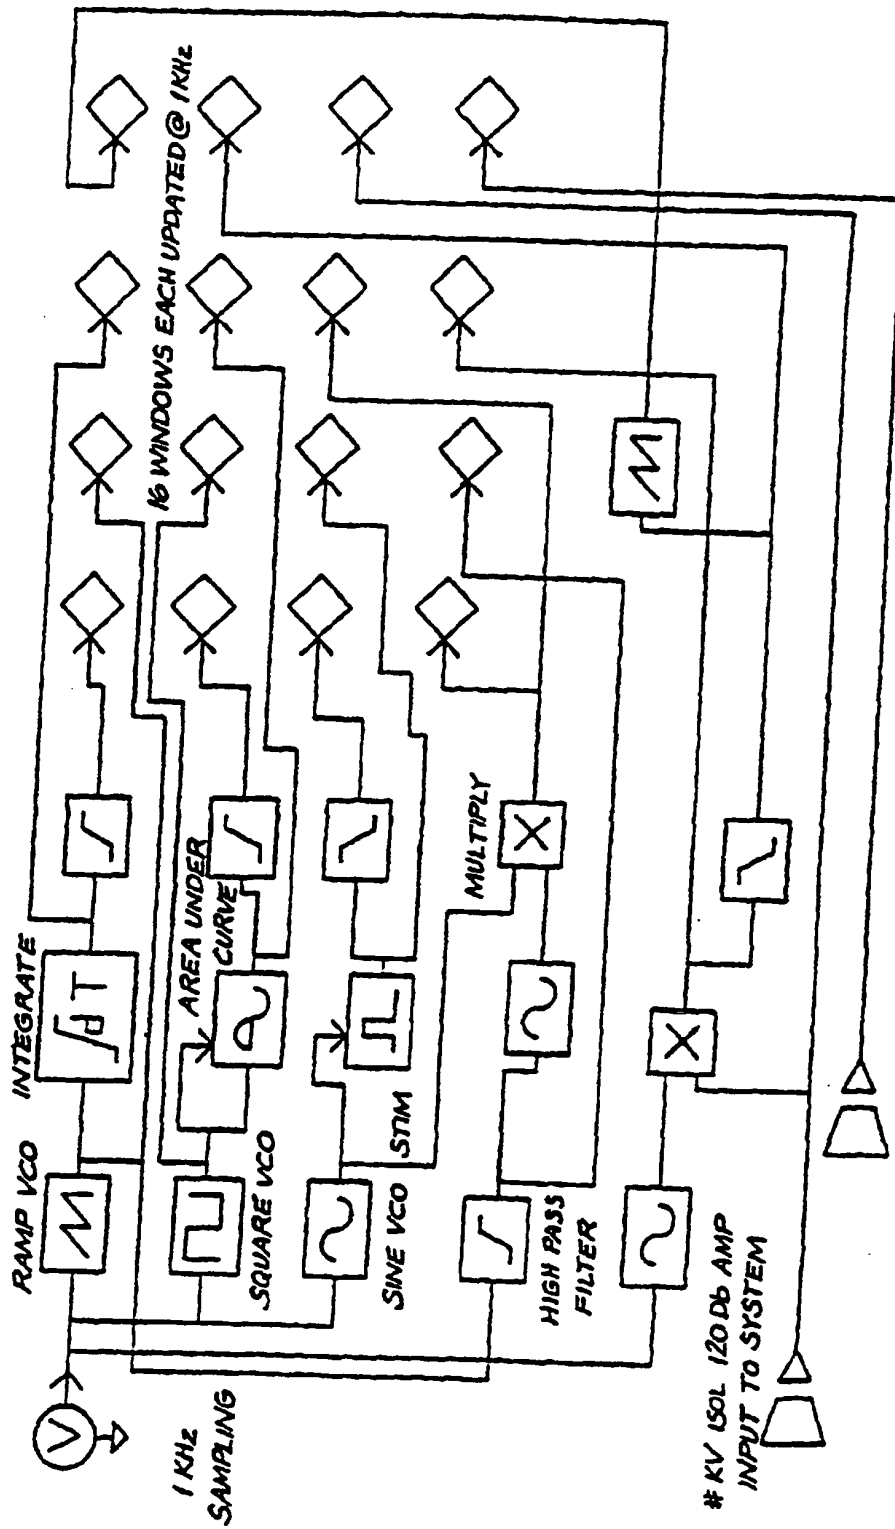 16 WINDOWS EACH UPDATED @ 1KHz
RAMP VCO
INTEGRATE
∫dT
AREA UNDER
CURVE
SQUARE VCO
SINE VCO
STIM
MULTIPLY
HIGH PASS
FILTER
V
1 KHz
SAMPLING
# KV ISOL 120 Db AMP
INPUT TO SYSTEM